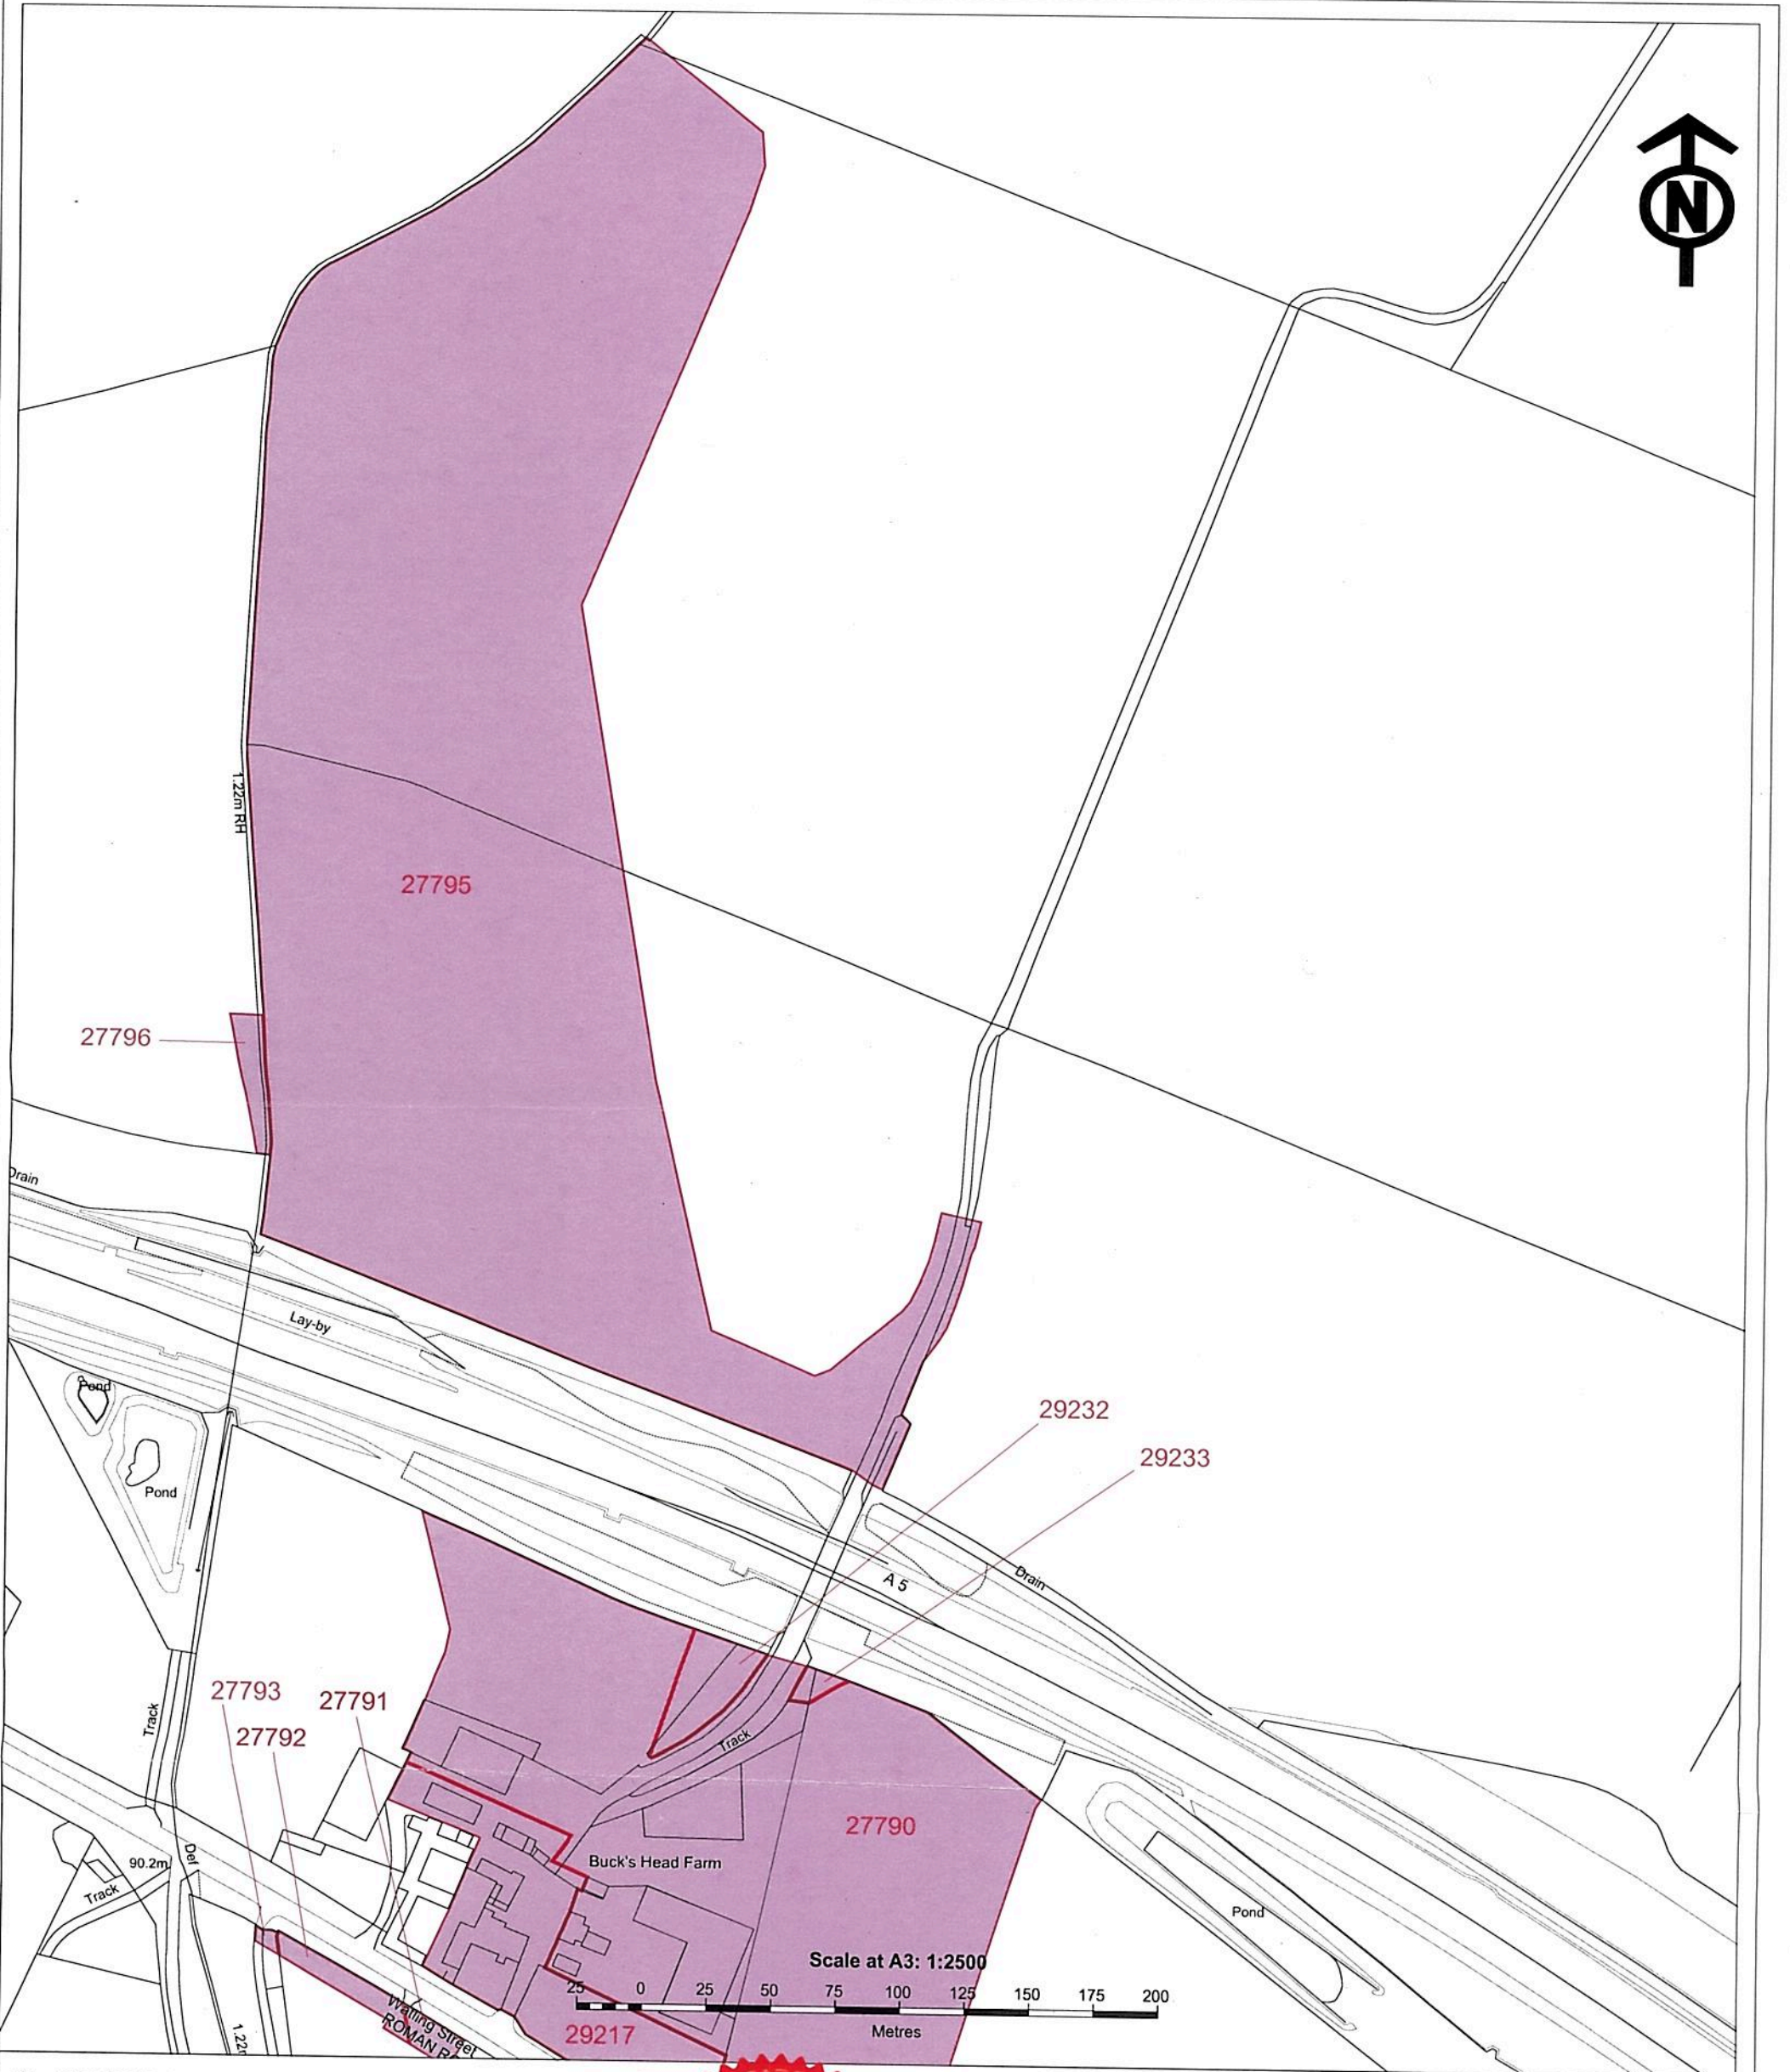 N
1.22m RH
27795
27796
Drain
Lay-by
Pond
Pond
29232
29233
A 5
Drain
27793
27791
27792
Track
Track
27790
Buck's Head Farm
90.2m
Def
Track
Pond
Scale at A3: 1:2500
25 0 25 50 75 100 125 150 175 200
Metres
29217
Watling Street
ROMAN